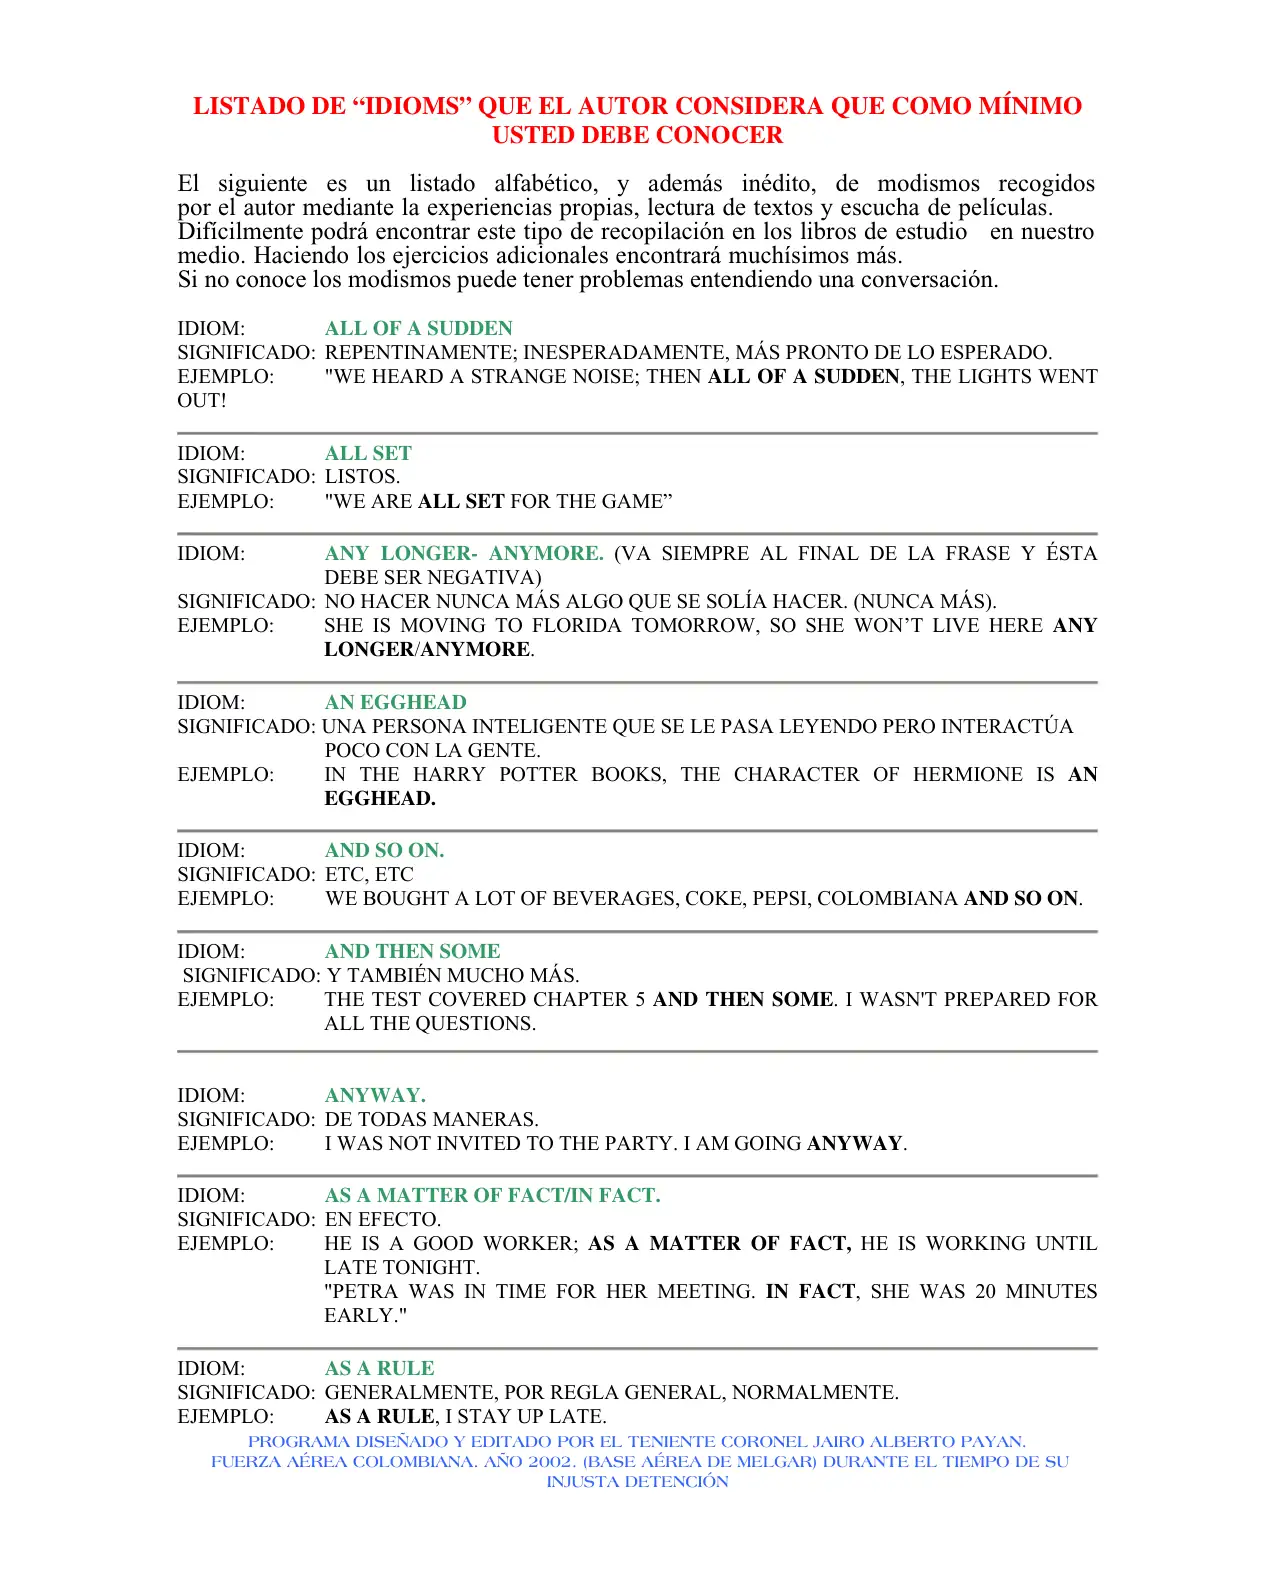 LISTADO DE “IDIOMS” QUE EL AUTOR CONSIDERA QUE COMO MÍNIMO
USTED DEBE CONOCER
El siguiente es un listado alfabético, y además inédito, de modismos recogidos
por el autor mediante la experiencias propias, lectura de textos y escucha de películas.
Difícilmente podrá encontrar este tipo de recopilación en los libros de estudio en nuestro
medio. Haciendo los ejercicios adicionales encontrará muchísimos más.
Si no conoce los modismos puede tener problemas entendiendo una conversación.
IDIOM: ALL OF A SUDDEN
SIGNIFICADO: REPENTINAMENTE; INESPERADAMENTE, MÁS PRONTO DE LO ESPERADO.
EJEMPLO: "WE HEARD A STRANGE NOISE; THEN ALL OF A SUDDEN, THE LIGHTS WENT
OUT!
IDIOM: ALL SET
SIGNIFICADO: LISTOS.
EJEMPLO: "WE ARE ALL SET FOR THE GAME”
IDIOM: ANY LONGER- ANYMORE. (VA SIEMPRE AL FINAL DE LA FRASE Y ÉSTA
DEBE SER NEGATIVA)
SIGNIFICADO: NO HACER NUNCA MÁS ALGO QUE SE SOLÍA HACER. (NUNCA MÁS).
EJEMPLO: SHE IS MOVING TO FLORIDA TOMORROW, SO SHE WON’T LIVE HERE ANY
LONGER/ANYMORE.
IDIOM: AN EGGHEAD
SIGNIFICADO: UNA PERSONA INTELIGENTE QUE SE LE PASA LEYENDO PERO INTERACTÚA
POCO CON LA GENTE.
EJEMPLO: IN THE HARRY POTTER BOOKS, THE CHARACTER OF HERMIONE IS AN
EGGHEAD.
IDIOM: AND SO ON.
SIGNIFICADO: ETC, ETC
EJEMPLO: WE BOUGHT A LOT OF BEVERAGES, COKE, PEPSI, COLOMBIANA AND SO ON.
IDIOM: AND THEN SOME
SIGNIFICADO: Y TAMBIÉN MUCHO MÁS.
EJEMPLO: THE TEST COVERED CHAPTER 5 AND THEN SOME. I WASN'T PREPARED FOR
ALL THE QUESTIONS.
IDIOM: ANYWAY.
SIGNIFICADO: DE TODAS MANERAS.
EJEMPLO: I WAS NOT INVITED TO THE PARTY. I AM GOING ANYWAY.
IDIOM: AS A MATTER OF FACT/IN FACT.
SIGNIFICADO: EN EFECTO.
EJEMPLO: HE IS A GOOD WORKER; AS A MATTER OF FACT, HE IS WORKING UNTIL
LATE TONIGHT.
"PETRA WAS IN TIME FOR HER MEETING. IN FACT, SHE WAS 20 MINUTES
EARLY."
IDIOM: AS A RULE
SIGNIFICADO: GENERALMENTE, POR REGLA GENERAL, NORMALMENTE.
EJEMPLO: AS A RULE, I STAY UP LATE.
PROGRAMA DISEÑADO Y EDITADO POR EL TENIENTE CORONEL JAIRO ALBERTO PAYAN.
FUERZA AÉREA COLOMBIANA. AÑO 2002. (BASE AÉREA DE MELGAR) DURANTE EL TIEMPO DE SU
INJUSTA DETENCIÓN